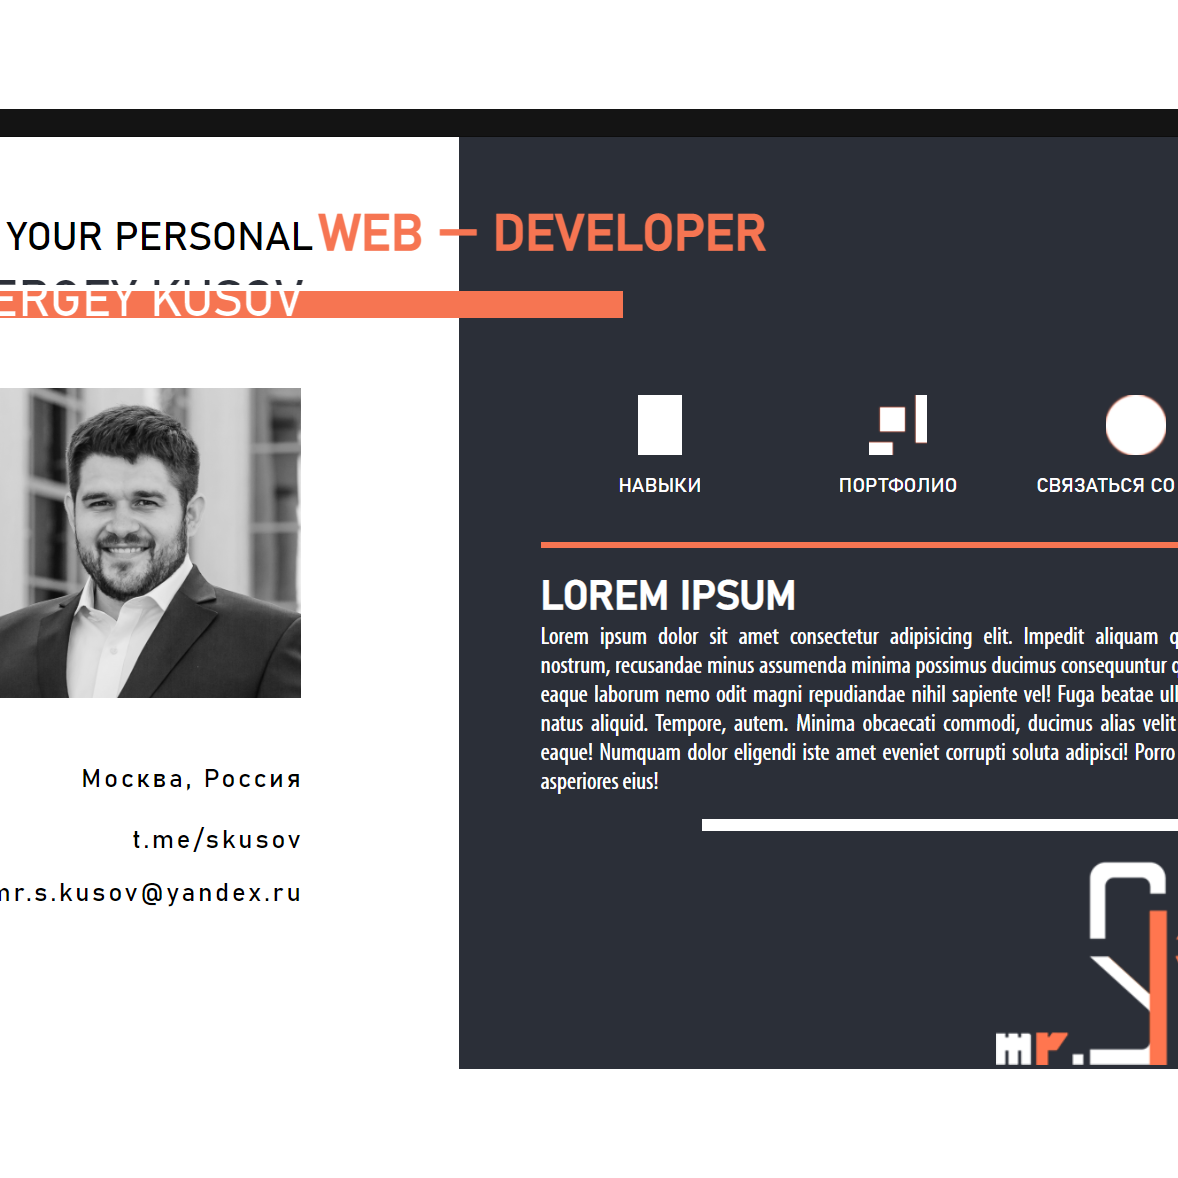 YOUR PERSONAL WEB – DEVELOPER
ERGEY KUSOV
НАВЫКИ
ПОРТФОЛИО
СВЯЗАТЬСЯ СО
LOREM IPSUM
Lorem ipsum dolor sit amet consectetur adipisicing elit. Impedit aliquam
nostrum, recusandae minus assumenda minima possimus ducimus consequuntur
eaque laborum nemo odit magni repudiandae nihil sapiente vel! Fuga beatae
natus aliquid. Tempore, autem. Minima obcaecati commodi, ducimus alias velit
eaque! Numquam dolor eligendi iste amet eveniet corrupti soluta adipisci! Porro
asperiores eius!
Москва, Россия
t.me/skusov
mr.s.kusov@yandex.ru
mr.